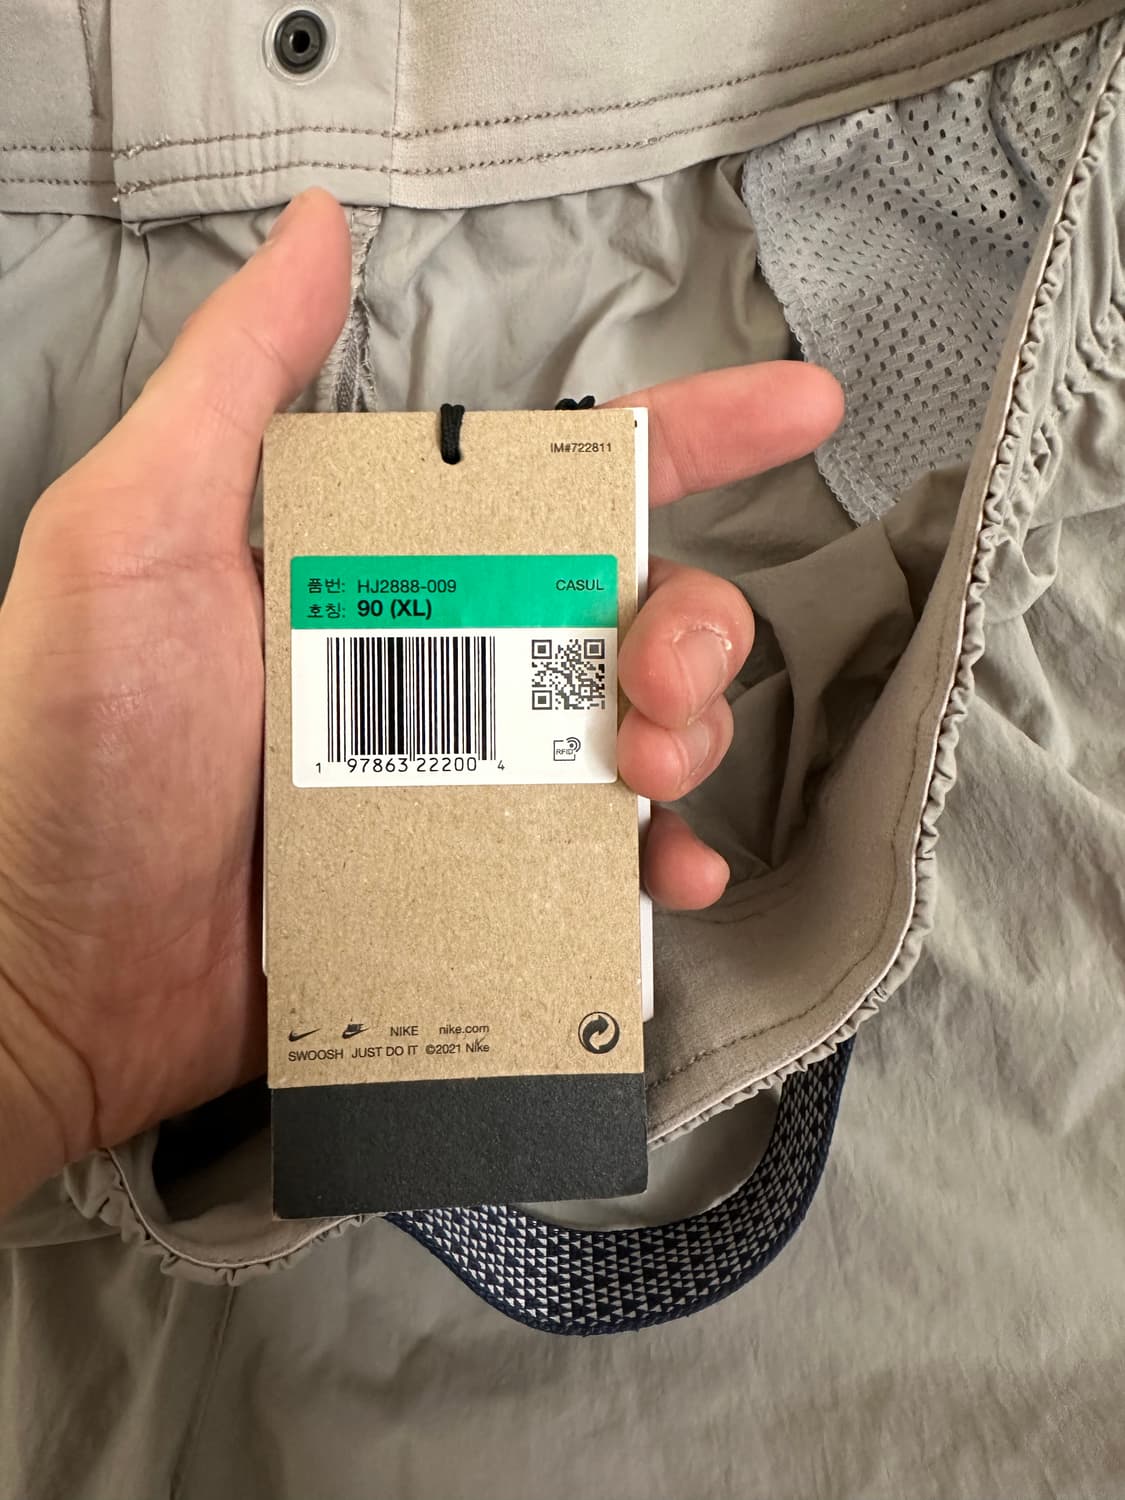 IM#722811
품번: HJ2888-009 CASUL
호칭: 90 (XL)
RFID
1 97863 22200 4
NIKE nike.com
SWOOSH JUST DO IT ©2021 Nike